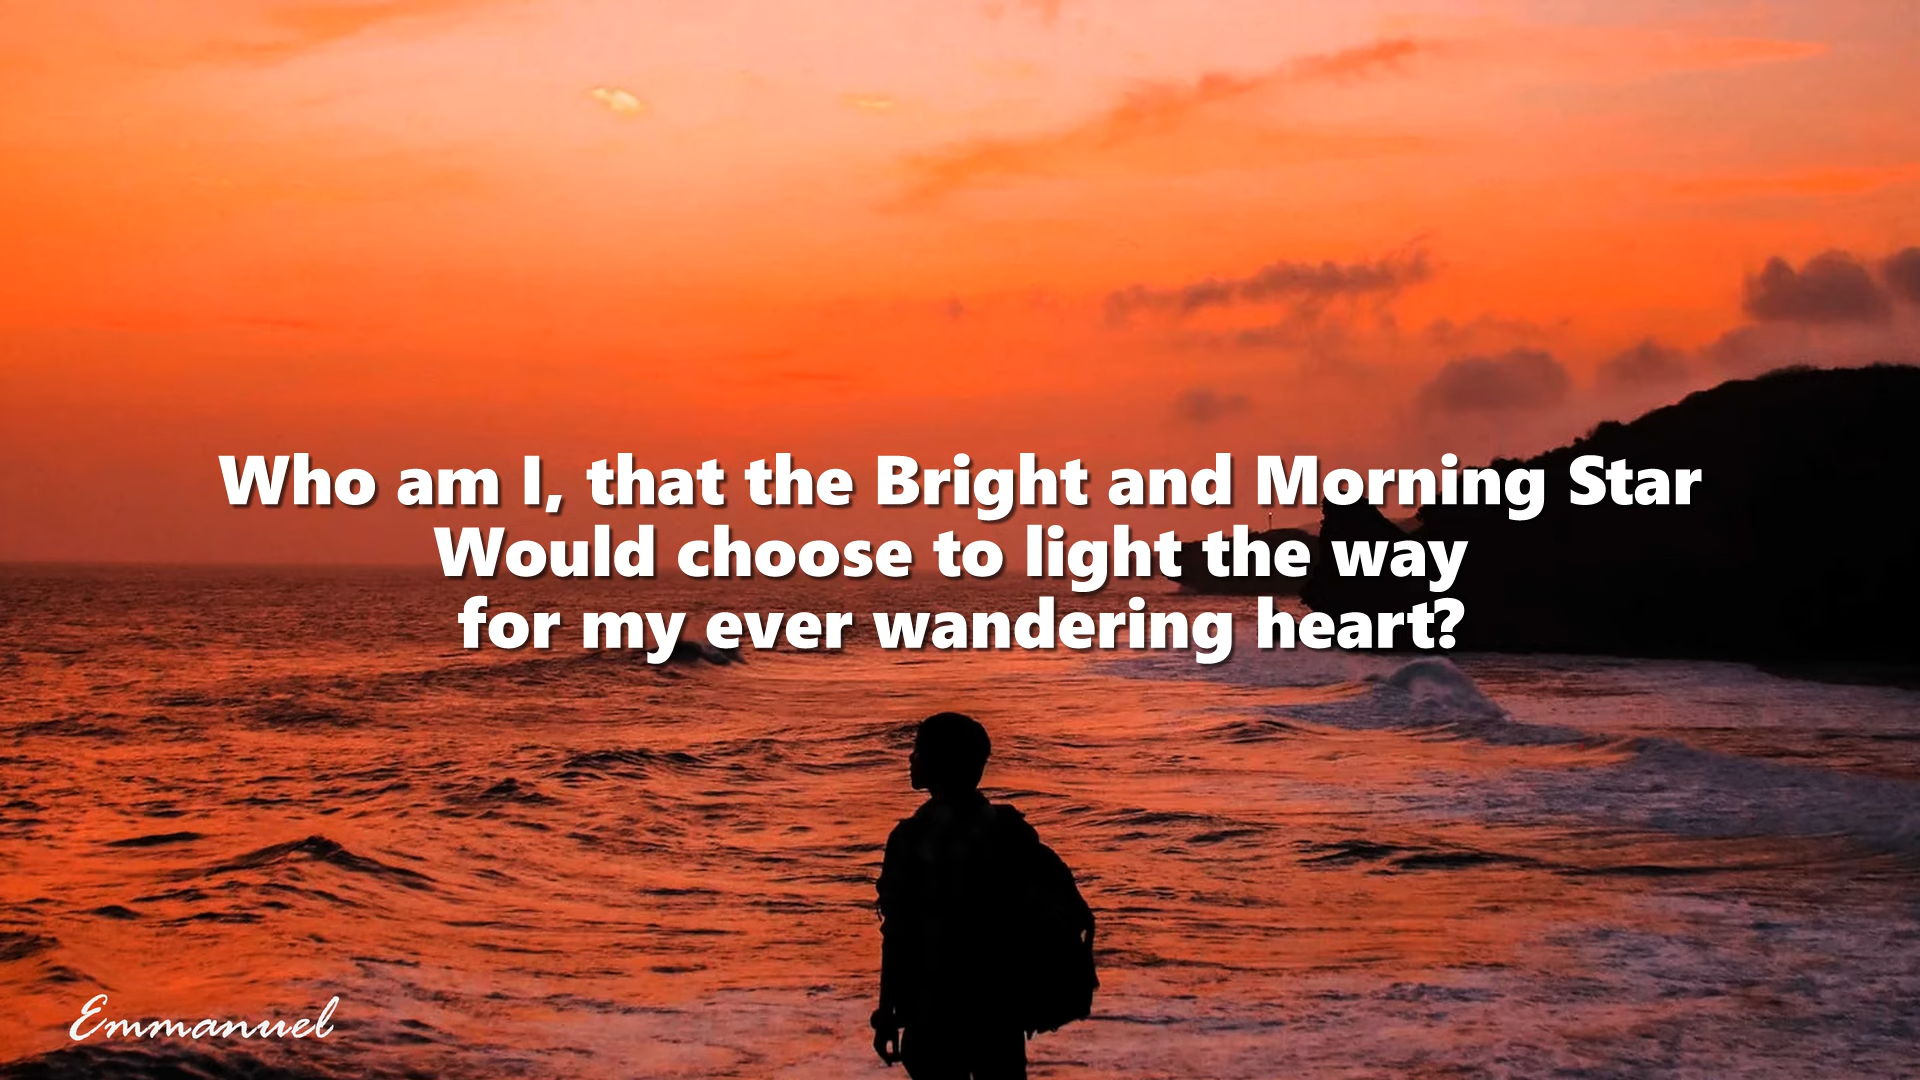 Who am I, that the Bright and Morning Star
Would choose to light the way
for my ever wandering heart?
Emmanuel